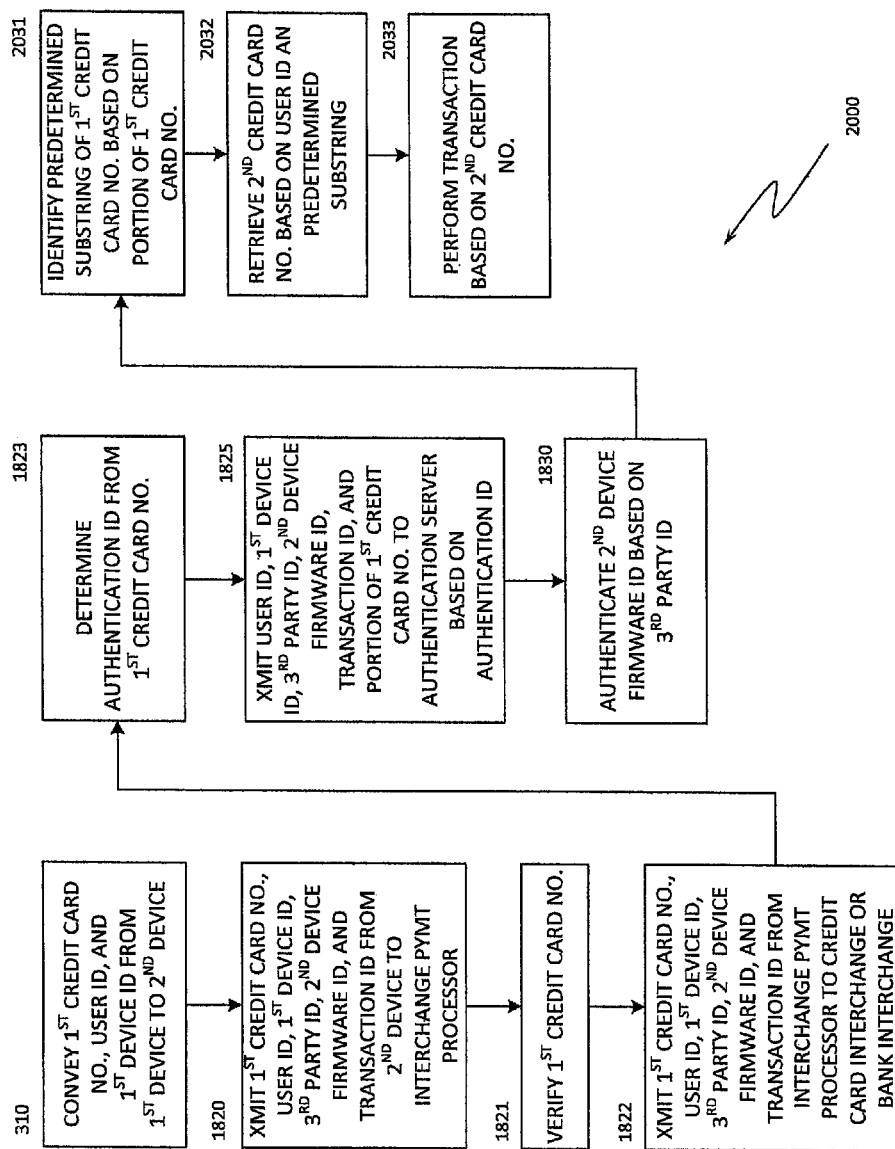 310
CONVEY 1ST CREDIT CARD
NO., USER ID, AND
1ST DEVICE ID FROM
1ST DEVICE TO 2ND DEVICE
1820
XMIT 1ST CREDIT CARD NO.,
USER ID, 1ST DEVICE ID,
3RD PARTY ID, 2ND DEVICE
FIRMWARE ID, AND
TRANSACTION ID FROM
2ND DEVICE TO
INTERCHANGE PYMT
PROCESSOR
1821
VERIFY 1ST CREDIT CARD NO.
1822
XMIT 1ST CREDIT CARD NO.,
USER ID, 1ST DEVICE ID,
3RD PARTY ID, 2ND DEVICE
FIRMWARE ID, AND
TRANSACTION ID FROM
INTERCHANGE PYMT
PROCESSOR TO CREDIT
CARD INTERCHANGE OR
BANK INTERCHANGE
1823
DETERMINE
AUTHENTICATION ID FROM
1ST CREDIT CARD NO.
1825
XMIT USER ID, 1ST DEVICE
ID, 3RD PARTY ID, 2ND DEVICE
FIRMWARE ID,
TRANSACTION ID, AND
PORTION OF 1ST CREDIT
CARD NO. TO
AUTHENTICATION SERVER
BASED ON
AUTHENTICATION ID
1830
AUTHENTICATE 2ND DEVICE
FIRMWARE ID BASED ON
3RD PARTY ID
2031
IDENTIFY PREDETERMINED
SUBSTRING OF 1ST CREDIT
CARD NO. BASED ON
PORTION OF 1ST CREDIT
CARD NO.
2032
RETRIEVE 2ND CREDIT CARD
NO. BASED ON USER ID AN
PREDETERMINED
SUBSTRING
2033
PERFORM TRANSACTION
BASED ON 2ND CREDIT CARD
NO.
2000